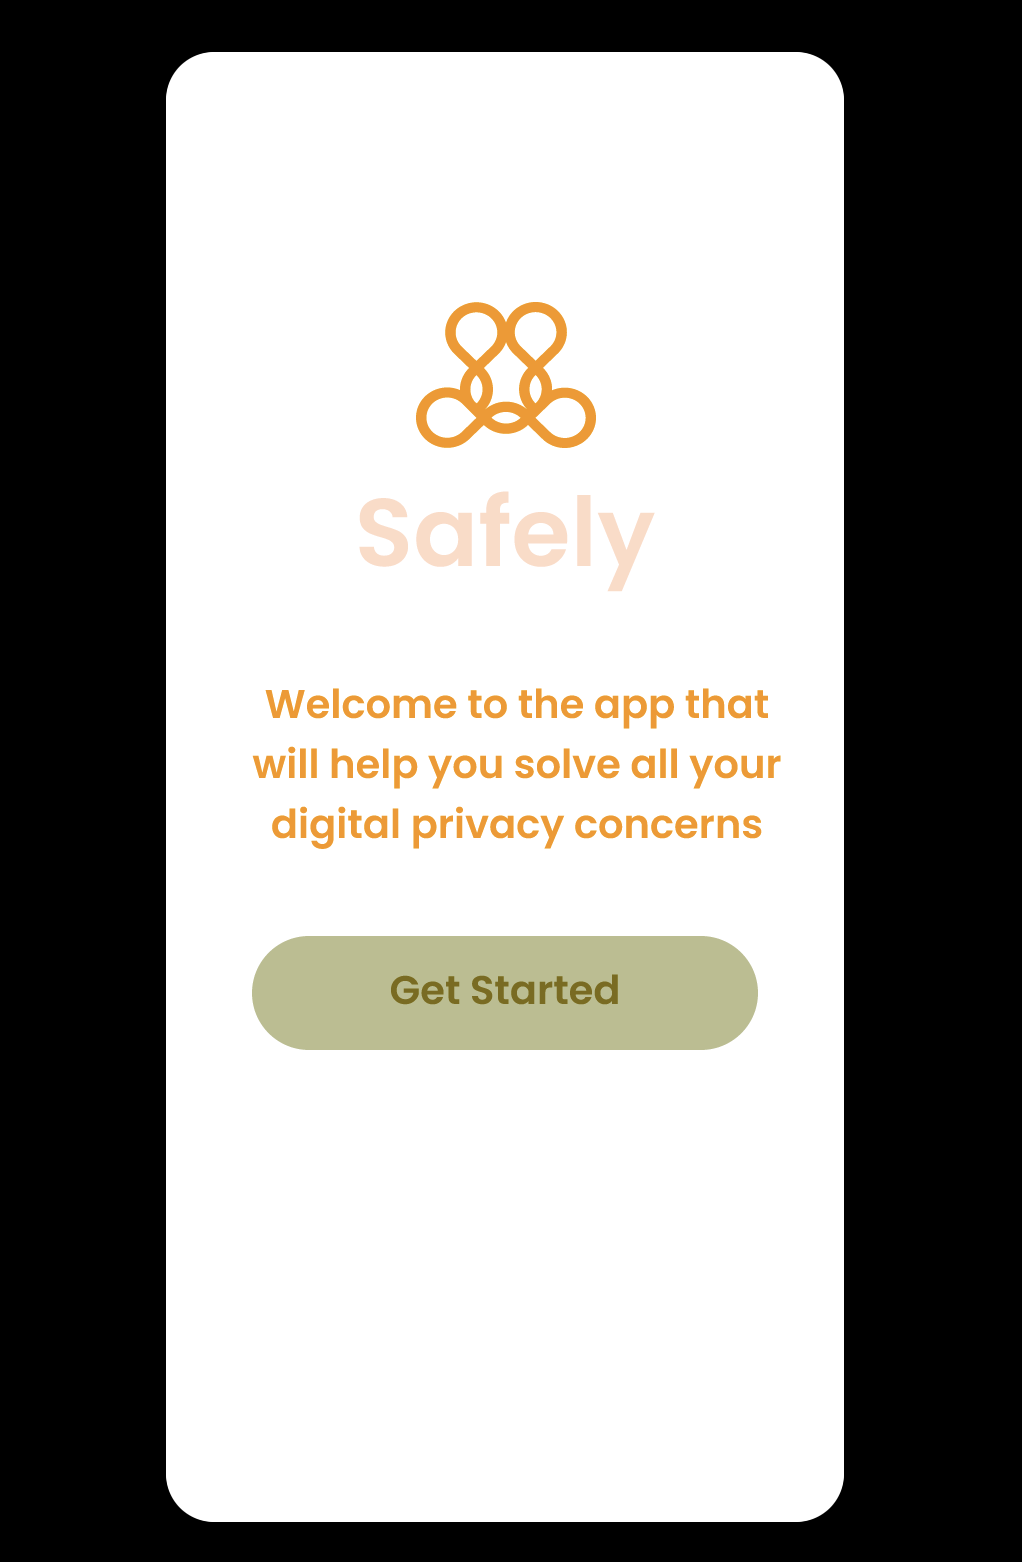 Safely
Welcome to the app that
will help you solve all your
digital privacy concerns
Get Started